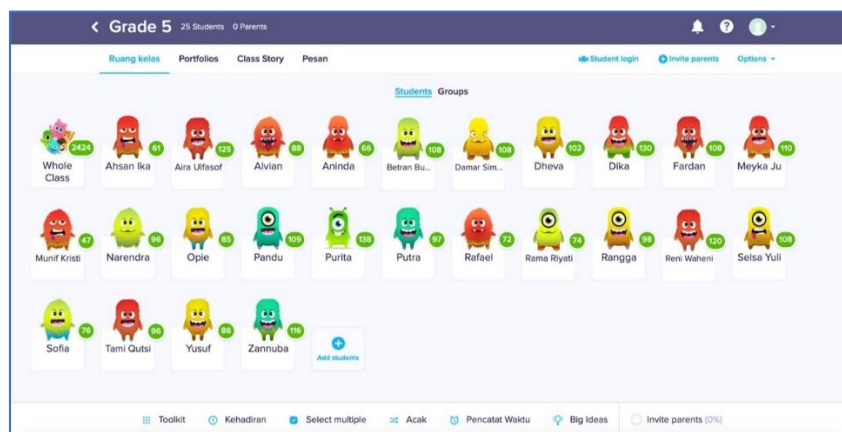 Grade 5 25 Students 0 Parents
Ruang kelas Portfolios Class Story Pesan Student login Invite parents Options
Students Groups
2424 61 125 88 66 108 108 102 130 108 110
Whole Class Ahsan Ika Aira Ulfasof Alvian Aninda Betran Bu... Damar Sim... Dheva Dika Fardan Meyka Ju
47 96 85 109 138 97 72 74 98 120 108
Munif Kristi Narendra Opie Pandu Purita Putra Rafael Rama Riyati Rangga Reni Waheni Selsa Yuli
76 96 86 116
Sofia Tami Qutsi Yusuf Zannuba Add students
Toolkit Kehadiran Select multiple Acak Pencatat Waktu Big Ideas Invite parents (0%)